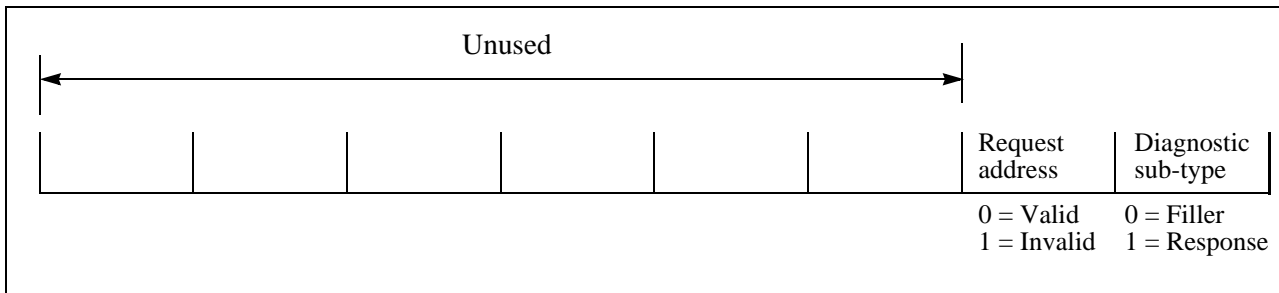 Unused
Request
address
Diagnostic
sub-type
0 = Valid
1 = Invalid
0 = Filler
1 = Response